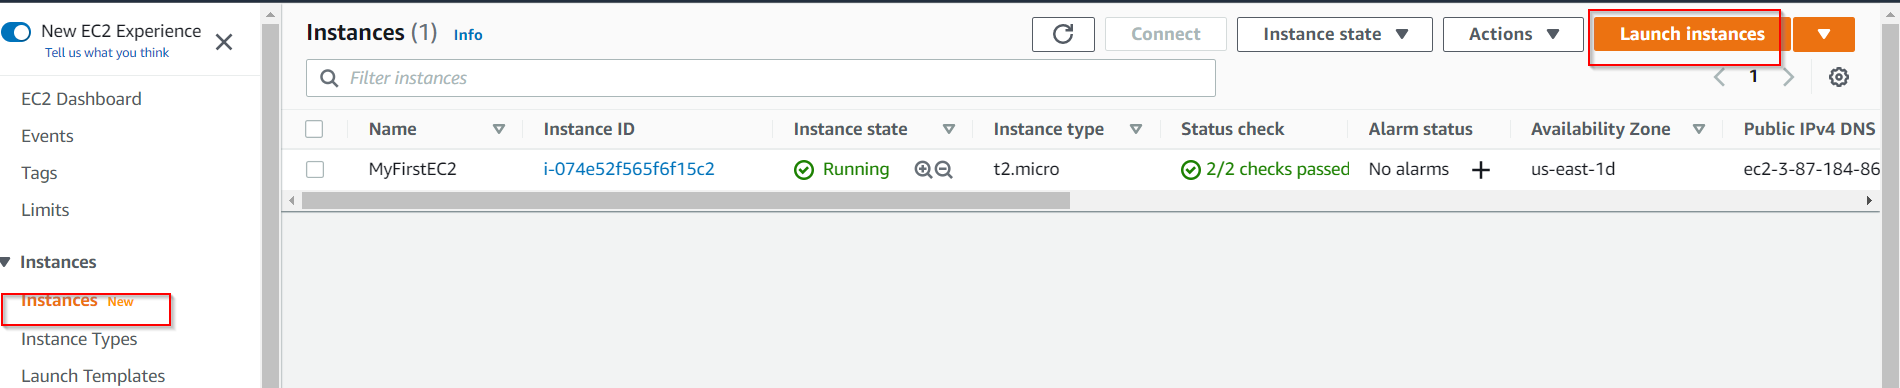 New EC2 Experience
Tell us what you think
EC2 Dashboard
Events
Tags
Limits
Instances
Instances New
Instance Types
Launch Templates
Instances (1) Info
Connect
Instance state
Actions
Launch instances
Filter instances
1
Name Instance ID Instance state Instance type Status check Alarm status Availability Zone Public IPv4 DNS
MyFirstEC2 i-074e52f565f6f15c2 Running t2.micro 2/2 checks passed No alarms + us-east-1d ec2-3-87-184-86